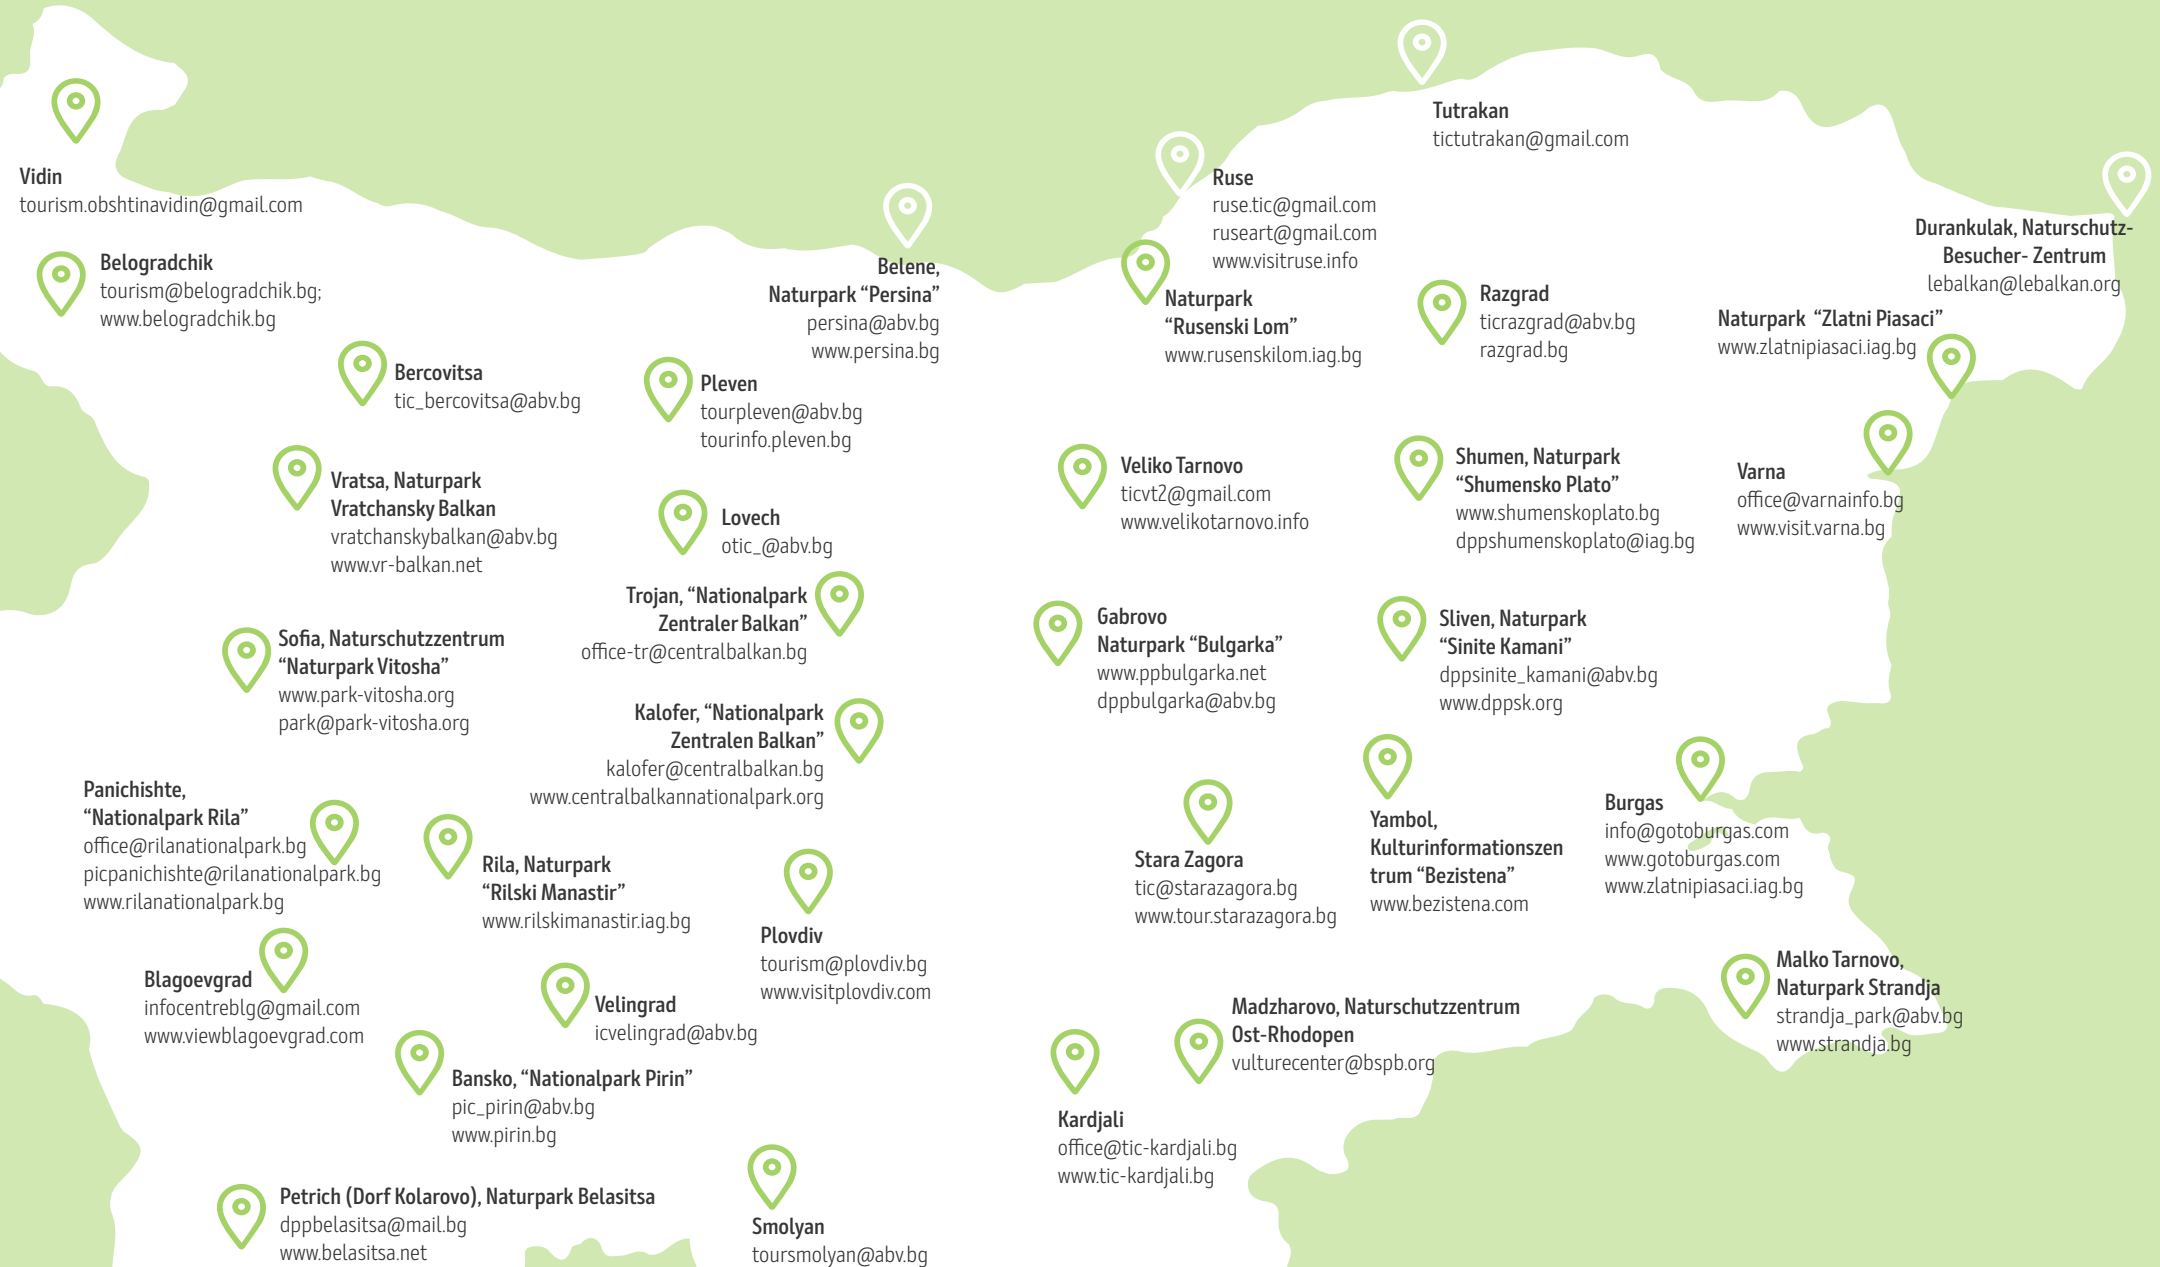 Tutrakan
tictutrakan@gmail.com
Vidin
tourism.obshtinavidin@gmail.com
Ruse
ruse.tic@gmail.com
ruseart@gmail.com
www.visitruse.info
Durankulak, Naturschutz-
Besucher- Zentrum
lebalkan@lebalkan.org
Belogradchik
tourism@belogradchik.bg;
www.belogradchik.bg
Belene,
Naturpark “Persina”
persina@abv.bg
www.persina.bg
Naturpark
“Rusenski Lom”
www.rusenskilom.iag.bg
Razgrad
ticrazgrad@abv.bg
razgrad.bg
Naturpark “Zlatni Piasaci”
www.zlatnipiasaci.iag.bg
Bercovitsa
tic_bercovitsa@abv.bg
Pleven
tourpleven@abv.bg
tourinfo.pleven.bg
Vratsa, Naturpark
Vratchansky Balkan
vratchanskybalkan@abv.bg
www.vr-balkan.net
Lovech
otic_@abv.bg
Veliko Tarnovo
ticvt2@gmail.com
www.velikotarnovo.info
Shumen, Naturpark
“Shumensko Plato”
www.shumenskoplato.bg
dppshumenskoplato@iag.bg
Varna
office@varnainfo.bg
www.visit.varna.bg
Trojan, “Nationalpark
Zentraler Balkan”
office-tr@centralbalkan.bg
Gabrovo
Naturpark “Bulgarka”
www.ppbulgarka.net
dppbulgarka@abv.bg
Sliven, Naturpark
“Sinite Kamani”
dppsinite_kamani@abv.bg
www.dppsk.org
Sofia, Naturschutzzentrum
“Naturpark Vitosha”
www.park-vitosha.org
park@park-vitosha.org
Kalofer, “Nationalpark
Zentralen Balkan”
kalofer@centralbalkan.bg
www.centralbalkannationalpark.org
Panichishte,
“Nationalpark Rila”
office@rilanationalpark.bg
picpanichishte@rilanationalpark.bg
www.rilanationalpark.bg
Rila, Naturpark
“Rilski Manastir”
www.rilskimanastir.iag.bg
Stara Zagora
tic@starazagora.bg
www.tour.starazagora.bg
Yambol,
Kulturinformationszen
trum “Bezistena”
www.bezistena.com
Burgas
info@gotoburgas.com
www.gotoburgas.com
www.zlatnipiasaci.iag.bg
Plovdiv
tourism@plovdiv.bg
www.visitplovdiv.com
Blagoevgrad
infocentreblg@gmail.com
www.viewblagoevgrad.com
Velingrad
icvelingrad@abv.bg
Madzharovo, Naturschutzzentrum
Ost-Rhodopen
vulturecenter@bspb.org
Malko Tarnovo,
Naturpark Strandja
strandja_park@abv.bg
www.strandja.bg
Bansko, “Nationalpark Pirin”
pic_pirin@abv.bg
www.pirin.bg
Kardjali
office@tic-kardjali.bg
www.tic-kardjali.bg
Petrich (Dorf Kolarovo), Naturpark Belasitsa
dppbelasitsa@mail.bg
www.belasitsa.net
Smolyan
toursmolyan@abv.bg